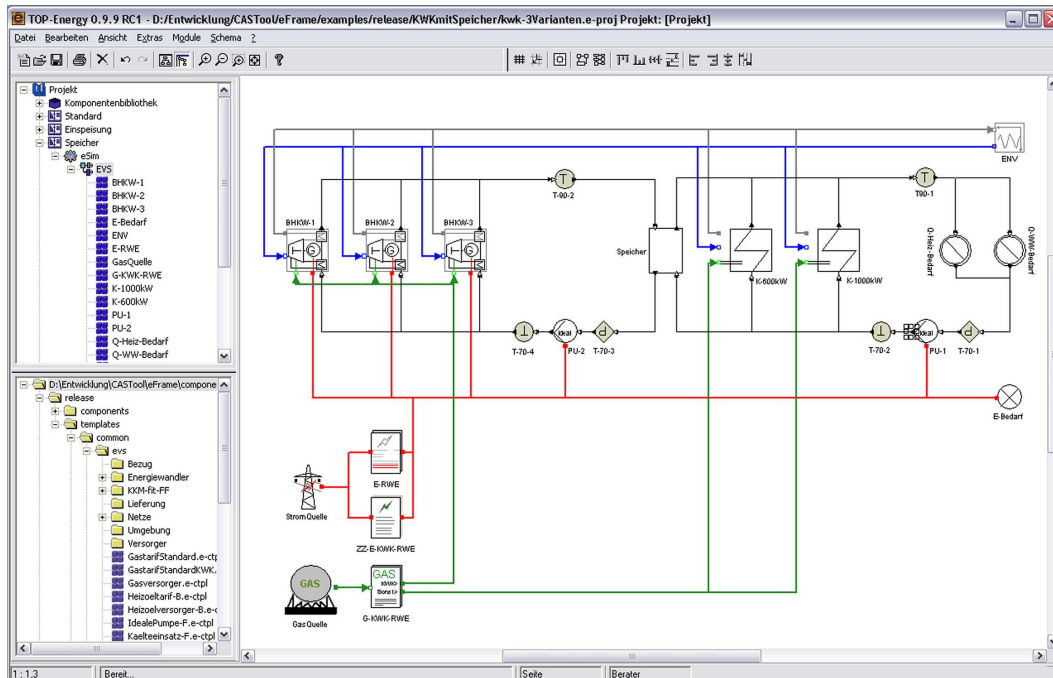 TOP-Energy 0.9.9 RC1 - D:/Entwicklung/CASTool/eFrame/examples/release/KWKmitSpeicher/kwk-3Varianten.e-proj Projekt: [Projekt]
Datei Bearbeiten Ansicht Extras Module Schema ?
Projekt
Komponentenbibliothek
Standard
Einspeisung
Speicher
eSim
EVS
BHKW-1
BHKW-2
BHKW-3
E-Bedarf
ENV
E-RWE
GasQuelle
G-KWK-RWE
K-1000kW
K-600kW
PU-1
PU-2
Q-Heiz-Bedarf
Q-WW-Bedarf
D:\Entwicklung\CASTool\eFrame\compone
release
components
templates
common
evs
Bezug
Energiewandler
KKM-fit-FF
Lieferung
Netze
Umgebung
Versorger
GastarifStandard.e-ctp
GastarifStandardKWK.
Gasversorger.e-ctpl
Heizoeltarif-B.e-ctpl
Heizoelversorger-B.e-c
IdealePumpe-F.e-ctpl
Kaelteeinsatz-F.e-ctpl
ENV
T
T-90-2
T
T90-1
BHKW-1
BHKW-2
BHKW-3
G
G
G
Speicher
K-600kW
K-1000kW
Q-Heiz-Bedarf
Q-WW-Bedarf
T
T-70-4
ideal
PU-2
P
T-70-3
T
T-70-2
ideal
PU-1
P
T-70-1
E-Bedarf
E-RWE
StromQuelle
ZZ-E-KWK-RWE
GAS
GasQuelle
GAS
KWK>
Sonst>
G-KWK-RWE
1 : 1,3
Bereit...
Seite
Berater